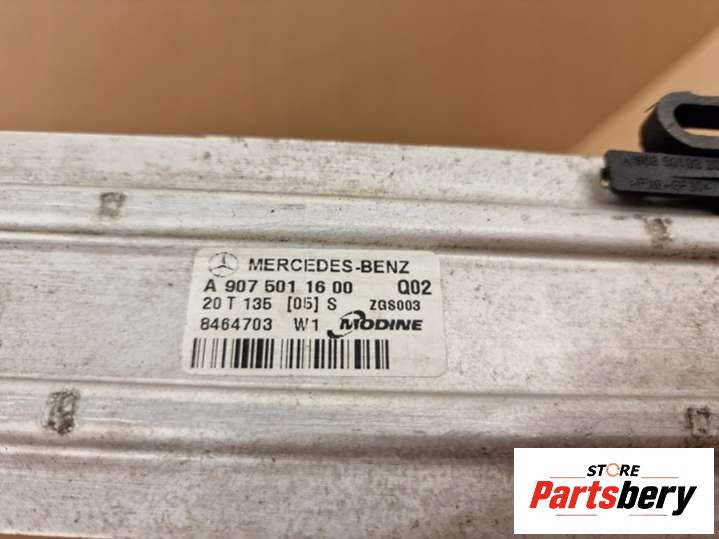 MERCEDES-BENZ
A 907 501 16 00 Q02
20 T 135 [05] S ZGS003
8464703 W1 MODINE
STORE
Partsbery